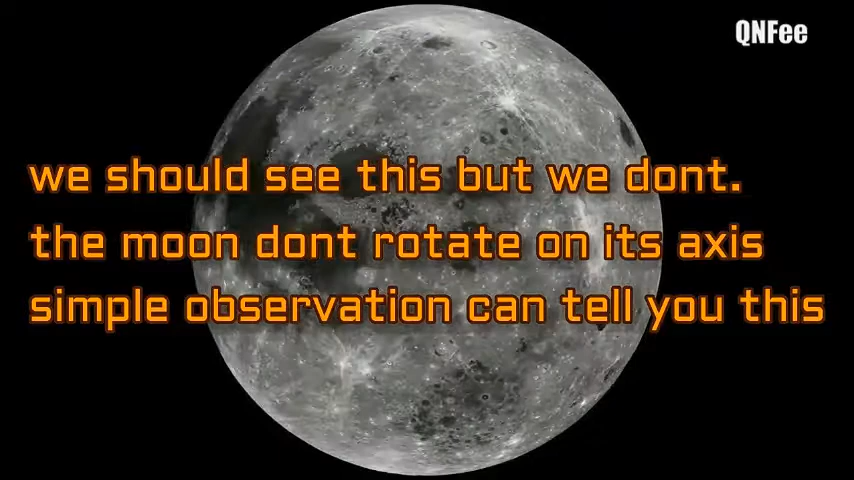 QNFee
we should see this but we dont.
the moon dont rotate on its axis
simple observation can tell you this